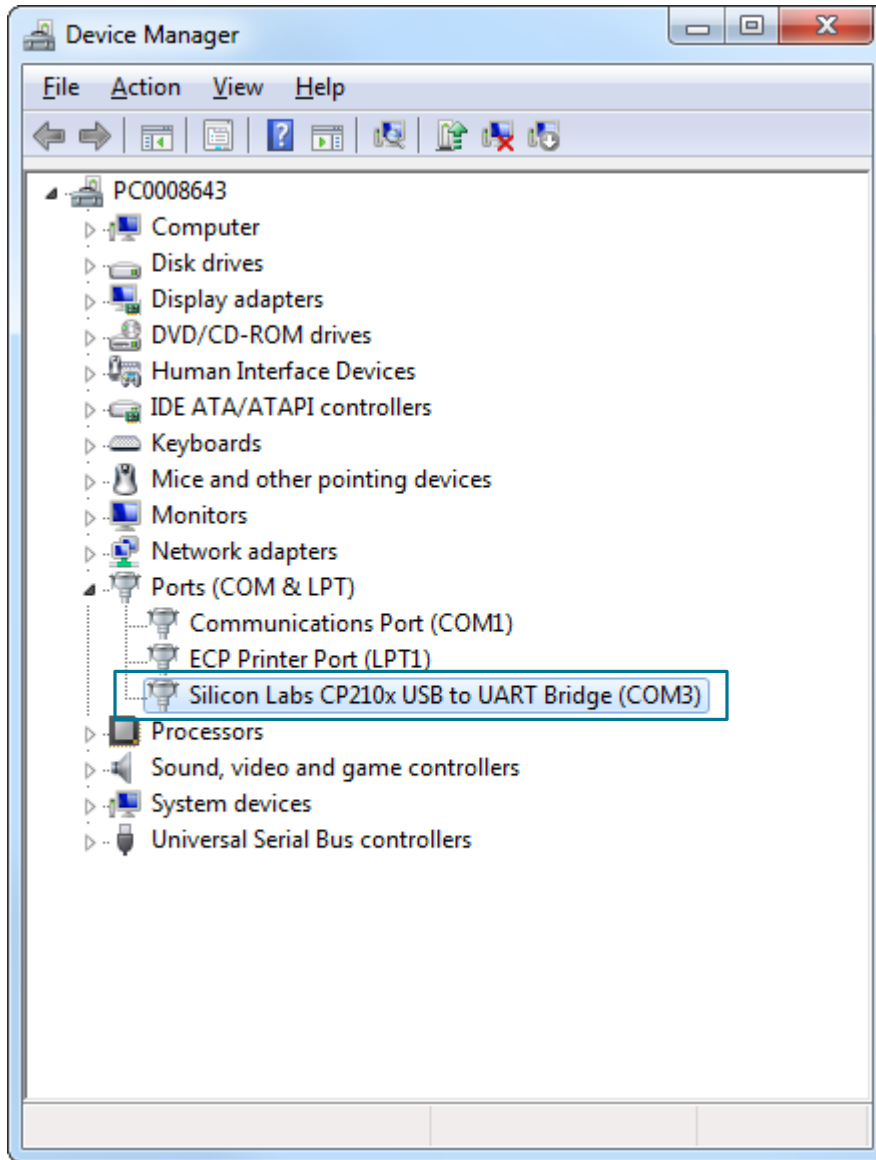 Device Manager
File Action View Help
PC0008643
Computer
Disk drives
Display adapters
DVD/CD-ROM drives
Human Interface Devices
IDE ATA/ATAPI controllers
Keyboards
Mice and other pointing devices
Monitors
Network adapters
Ports (COM & LPT)
Communications Port (COM1)
ECP Printer Port (LPT1)
Silicon Labs CP210x USB to UART Bridge (COM3)
Processors
Sound, video and game controllers
System devices
Universal Serial Bus controllers